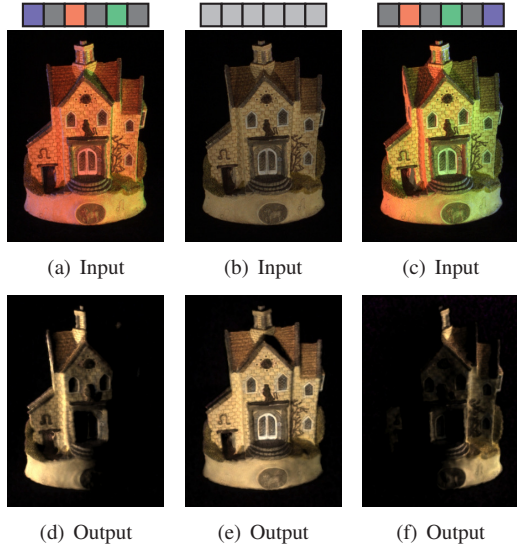 (a) Input
(b) Input
(c) Input
(d) Output
(e) Output
(f) Output